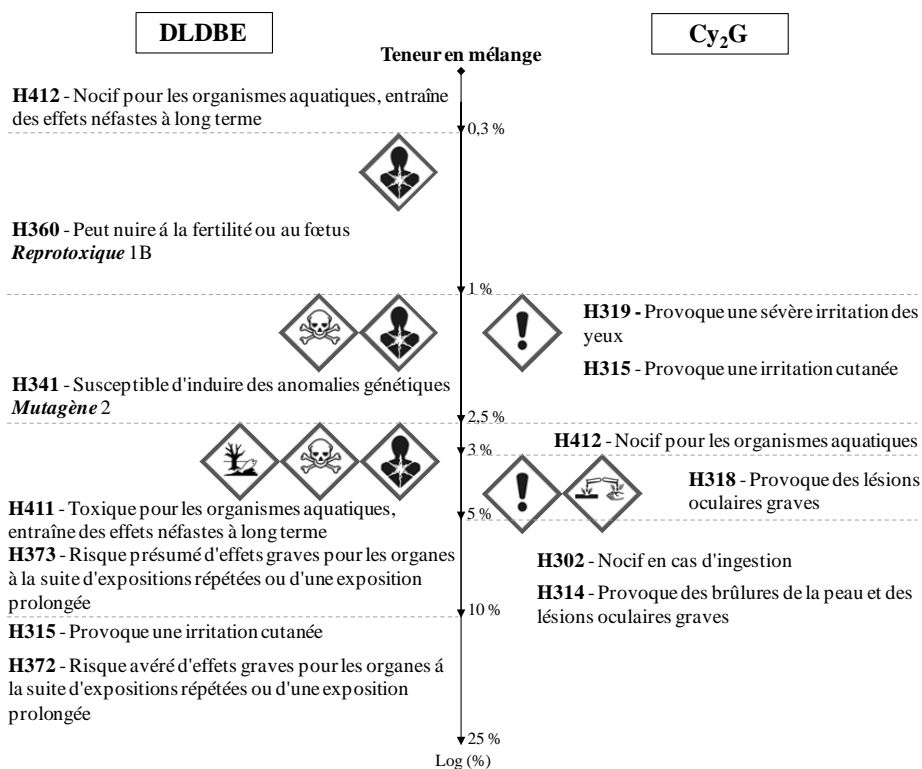 DLDBE
Cy₂G
Teneur en mélange
H412 - Nocif pour les organismes aquatiques, entraîne
des effets néfastes à long terme
0,3 %
H360 - Peut nuire á la fertilité ou au fœtus
Reprotoxique 1B
1 %
H319 - Provoque une sévère irritation des
yeux
H315 - Provoque une irritation cutanée
H341 - Susceptible d'induire des anomalies génétiques
Mutagène 2
2,5 %
H412 - Nocif pour les organismes aquatiques
3 %
H318 - Provoque des lésions
oculaires graves
H411 - Toxique pour les organismes aquatiques,
entraîne des effets néfastes à long terme
5 %
H373 - Risque présumé d'effets graves pour les organes
à la suite d'expositions répétées ou d'une exposition
prolongée
H302 - Nocif en cas d'ingestion
H314 - Provoque des brûlures de la peau et des
lésions oculaires graves
10 %
H315 - Provoque une irritation cutanée
H372 - Risque avéré d'effets graves pour les organes á
la suite d'expositions répétées ou d'une exposition
prolongée
25 %
Log (%)